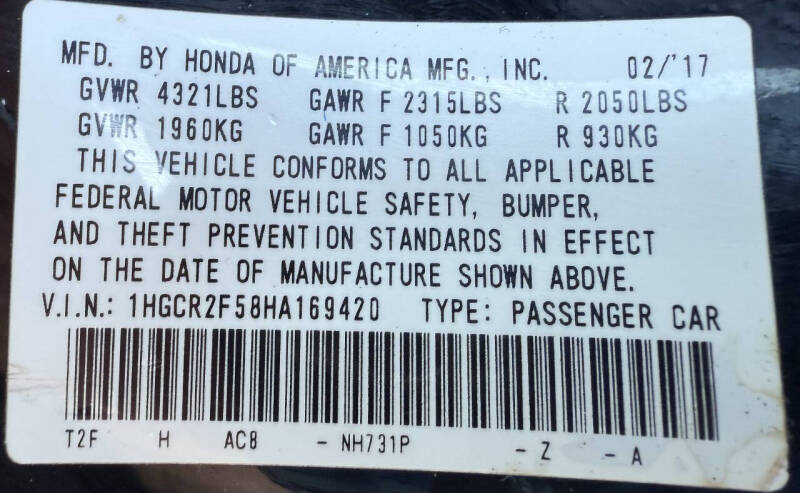 MFD. BY HONDA OF AMERICA MFG., INC. 02/'17
GVWR 4321LBS GAWR F 2315LBS R 2050LBS
GVWR 1960KG GAWR F 1050KG R 930KG
THIS VEHICLE CONFORMS TO ALL APPLICABLE
FEDERAL MOTOR VEHICLE SAFETY, BUMPER,
AND THEFT PREVENTION STANDARDS IN EFFECT
ON THE DATE OF MANUFACTURE SHOWN ABOVE.
V.I.N.: 1HGCR2F58HA169420 TYPE: PASSENGER CAR
T2F H AC8 - NH731P - Z - A